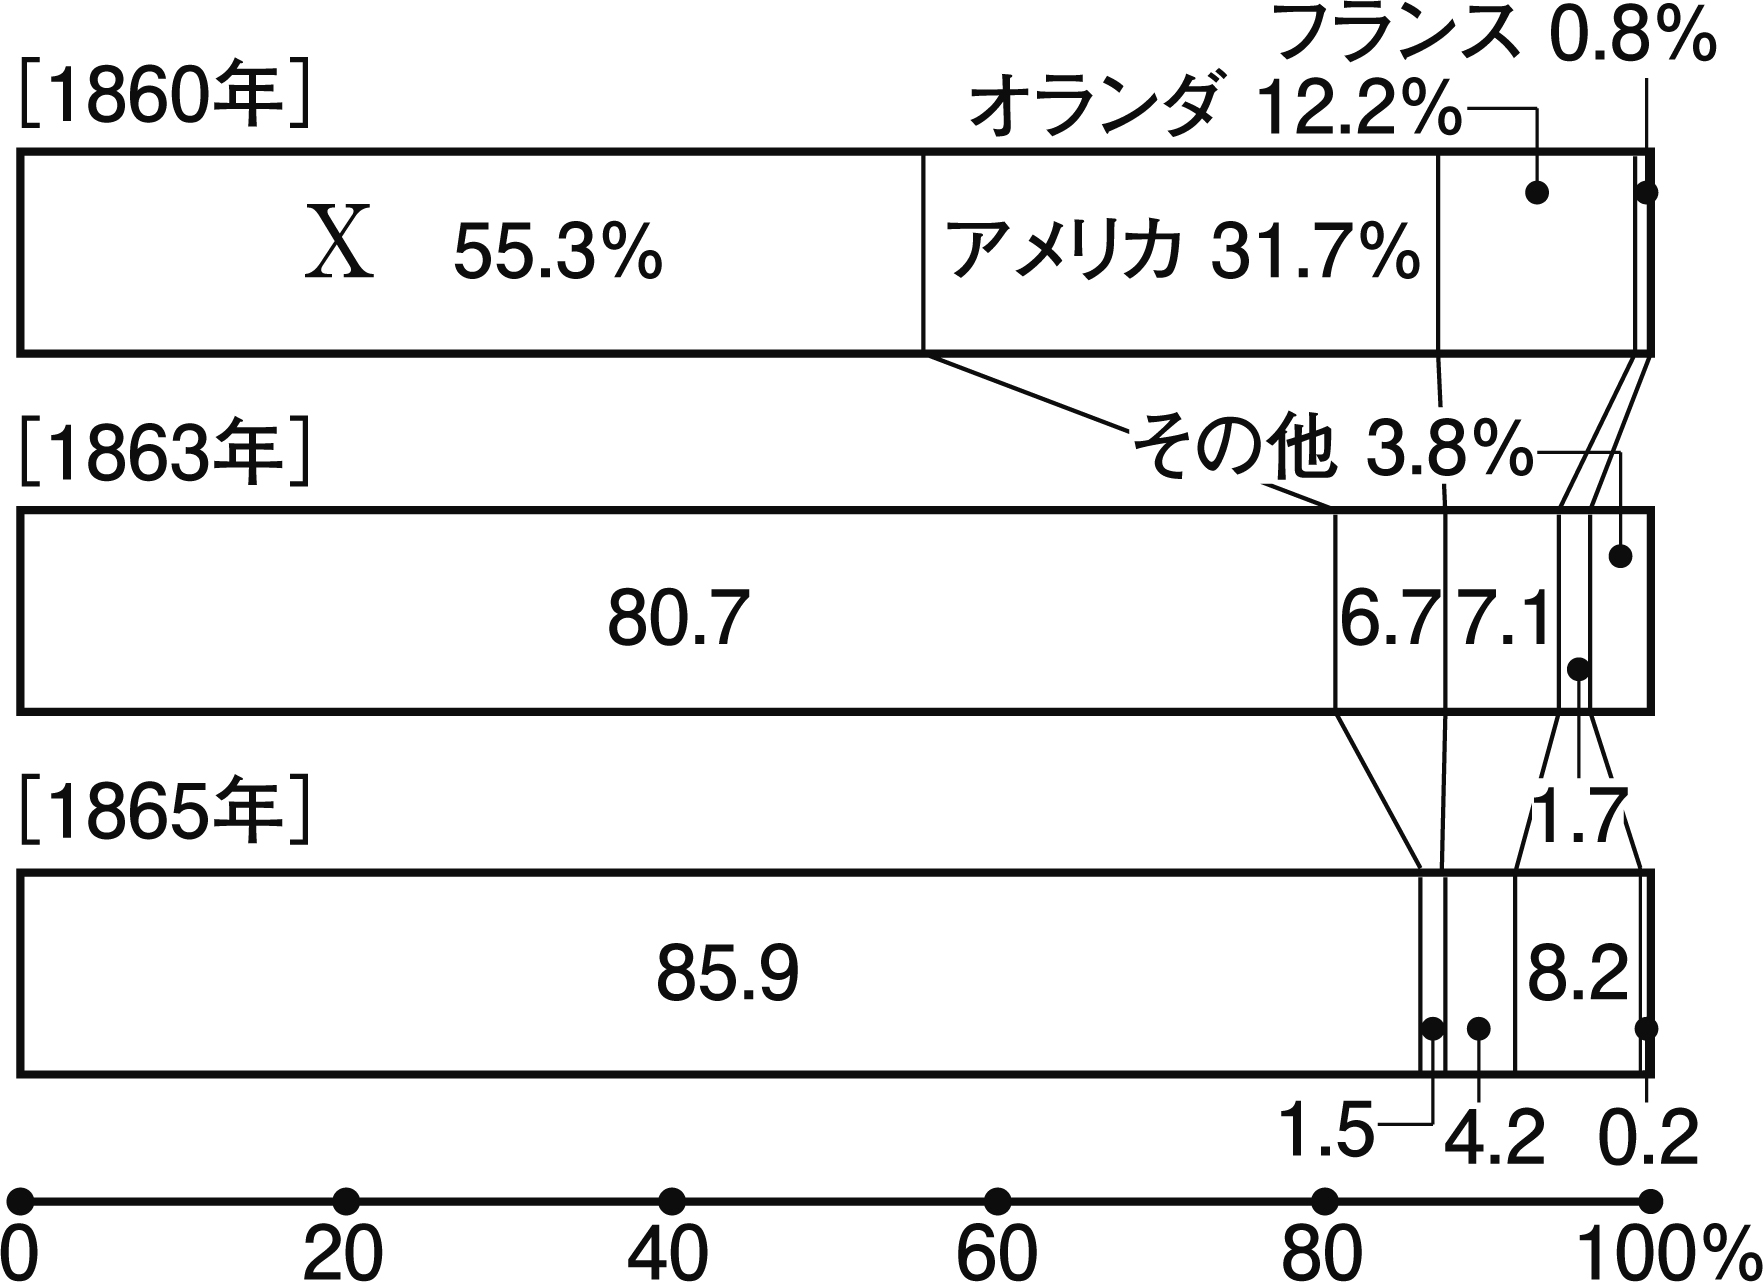 フランス 0.8%
[1860年]
オランダ 12.2%
X 55.3%
アメリカ 31.7%
[1863年]
その他 3.8%
80.7
6.7
7.1
[1865年]
1.7
85.9
8.2
1.5
4.2
0.2
0 20 40 60 80 100%